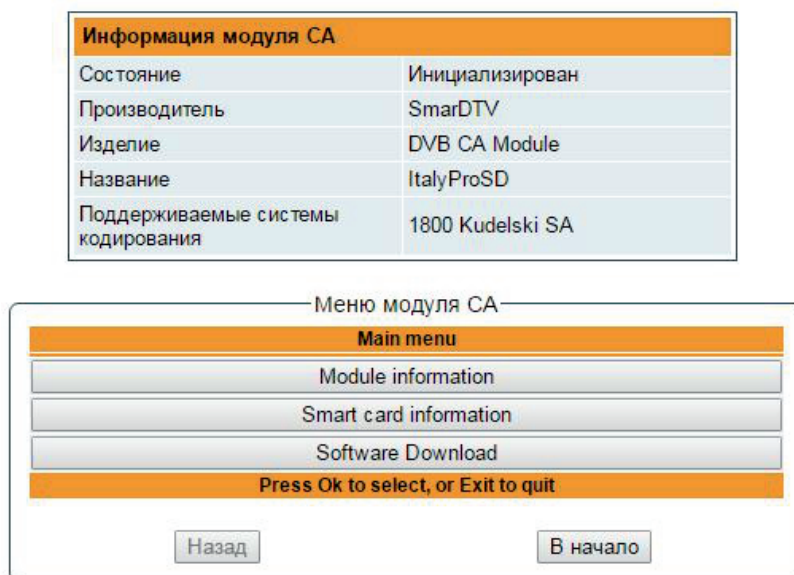 Информация модуля CA
Состояние Инициализирован
Производитель SmarDTV
Изделие DVB CA Module
Название ItalyProSD
Поддерживаемые системы
кодирования 1800 Kudelski SA
Меню модуля CA
Main menu
Module information
Smart card information
Software Download
Press Ok to select, or Exit to quit
Назад В начало